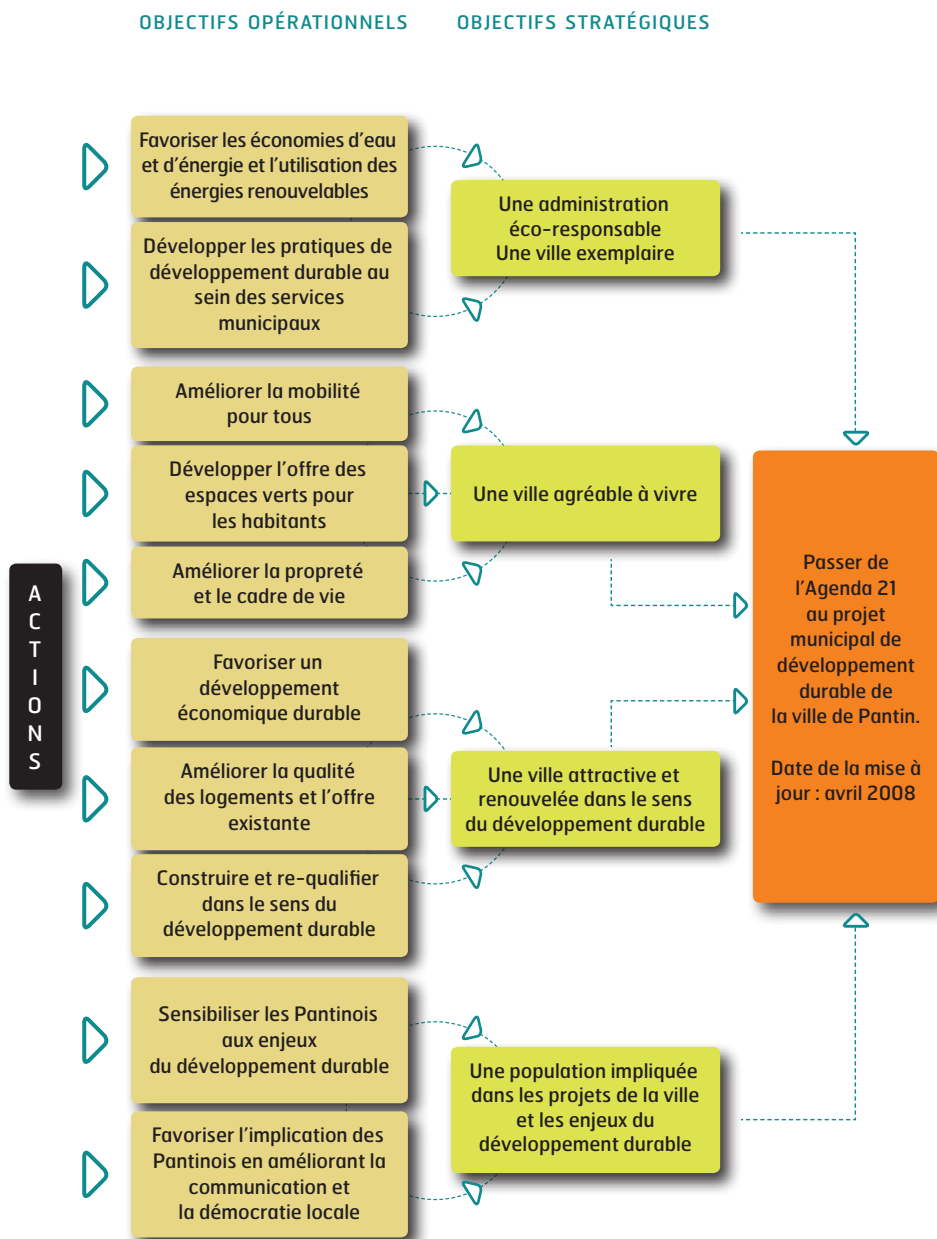 OBJECTIFS OPÉRATIONNELS
OBJECTIFS STRATÉGIQUES
ACTIONS
Favoriser les économies d’eau
et d’énergie et l’utilisation des
énergies renouvelables
Développer les pratiques de
développement durable au
sein des services
municipaux
Une administration
éco-responsable
Une ville exemplaire
Améliorer la mobilité
pour tous
Développer l’offre des
espaces verts pour
les habitants
Améliorer la propreté
et le cadre de vie
Une ville agréable à vivre
Favoriser un
développement
économique durable
Améliorer la qualité
des logements et l’offre
existante
Construire et re-qualifier
dans le sens du
développement durable
Une ville attractive et
renouvelée dans le sens
du développement durable
Sensibiliser les Pantinois
aux enjeux
du développement durable
Favoriser l’implication des
Pantinois en améliorant la
communication et
la démocratie locale
Une population impliquée
dans les projets de la ville
et les enjeux du
développement durable
Passer de
l’Agenda 21
au projet
municipal de
développement
durable de
la ville de Pantin.
Date de la mise à
jour : avril 2008